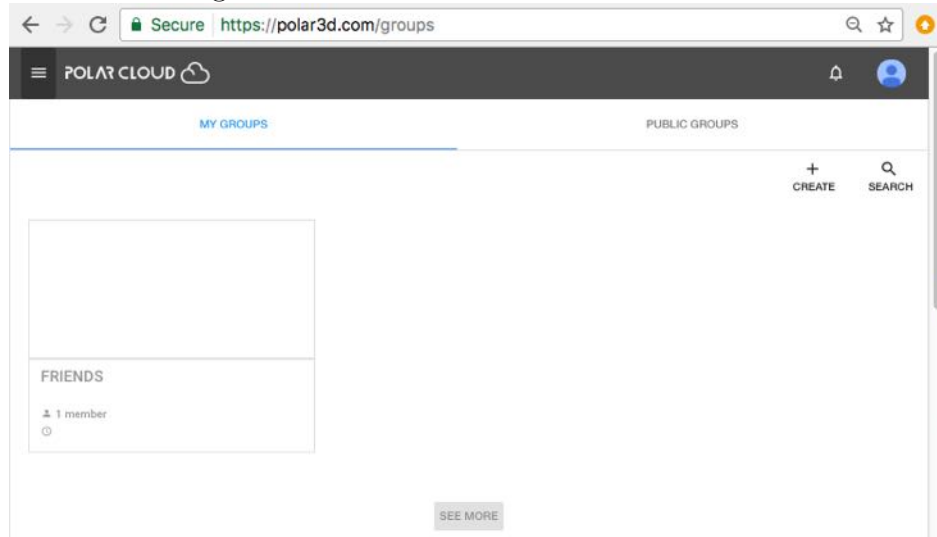 Secure https://polar3d.com/groups
POLAR CLOUD
MY GROUPS PUBLIC GROUPS
CREATE SEARCH
FRIENDS
1 member
SEE MORE